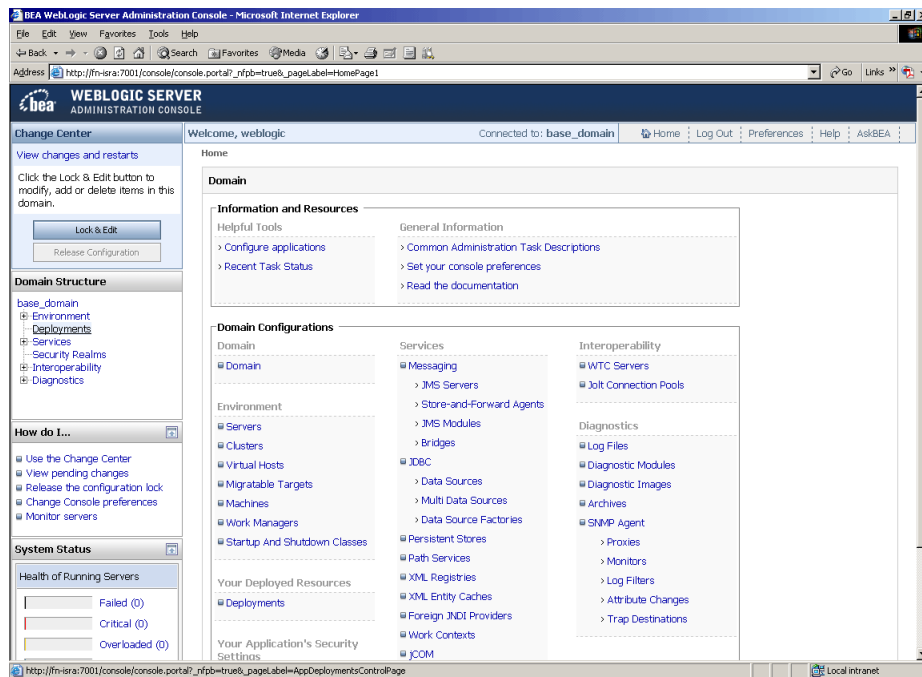 BEA WebLogic Server Administration Console - Microsoft Internet Explorer
File Edit View Favorites Tools Help
Back Search Favorites Media
Address http://fn-isra:7001/console/console.portal?_nfpb=true&_pageLabel=HomePage1 Go Links »
bea WEBLOGIC SERVER
ADMINISTRATION CONSOLE
Change Center
View changes and restarts
Click the Lock & Edit button to
modify, add or delete items in this
domain.
Lock & Edit
Release Configuration
Domain Structure
base_domain
Environment
Deployments
Services
Security Realms
Interoperability
Diagnostics
How do I...
Use the Change Center
View pending changes
Release the configuration lock
Change Console preferences
Monitor servers
System Status
Health of Running Servers
Failed (0)
Critical (0)
Overloaded (0)
Welcome, weblogic Connected to: base_domain Home Log Out Preferences Help AskBEA
Home
Domain
Information and Resources
Helpful Tools
› Configure applications
› Recent Task Status
General Information
› Common Administration Task Descriptions
› Set your console preferences
› Read the documentation
Domain Configurations
Domain
Domain
Environment
Servers
Clusters
Virtual Hosts
Migratable Targets
Machines
Work Managers
Startup And Shutdown Classes
Your Deployed Resources
Deployments
Your Application's Security
Settings
Services
Messaging
› JMS Servers
› Store-and-Forward Agents
› JMS Modules
› Bridges
JDBC
› Data Sources
› Multi Data Sources
› Data Source Factories
Persistent Stores
Path Services
XML Registries
XML Entity Caches
Foreign JNDI Providers
Work Contexts
jCOM
Interoperability
WTC Servers
Jolt Connection Pools
Diagnostics
Log Files
Diagnostic Modules
Diagnostic Images
Archives
SNMP Agent
› Proxies
› Monitors
› Log Filters
› Attribute Changes
› Trap Destinations
http://fn-isra:7001/console/console.portal?_nfpb=true&_pageLabel=AppDeploymentsControlPage Local intranet